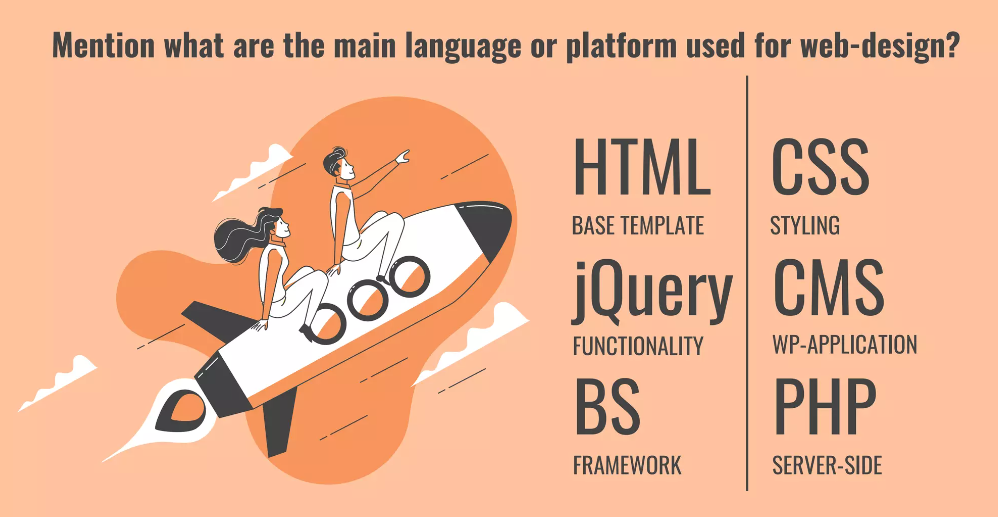 Mention what are the main language or platform used for web-design?
HTML
BASE TEMPLATE
jQuery
FUNCTIONALITY
BS
FRAMEWORK
CSS
STYLING
CMS
WP-APPLICATION
PHP
SERVER-SIDE